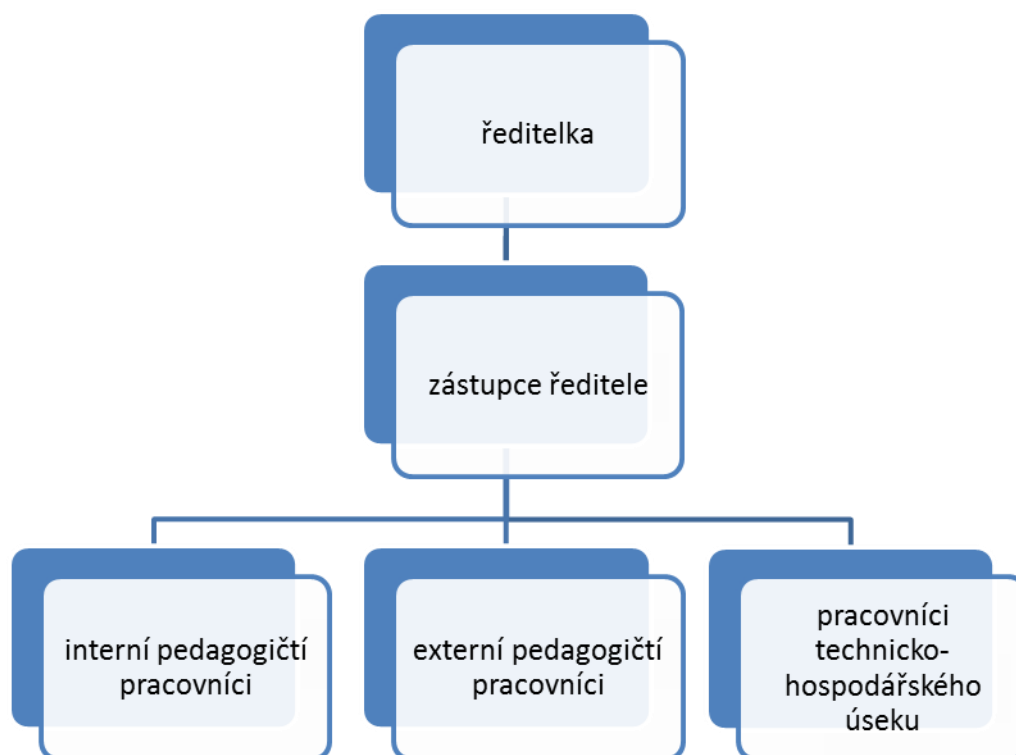 ředitelka
zástupce ředitele
interní pedagogičtí
pracovníci
externí pedagogičtí
pracovníci
pracovníci
technicko-
hospodářského
úseku